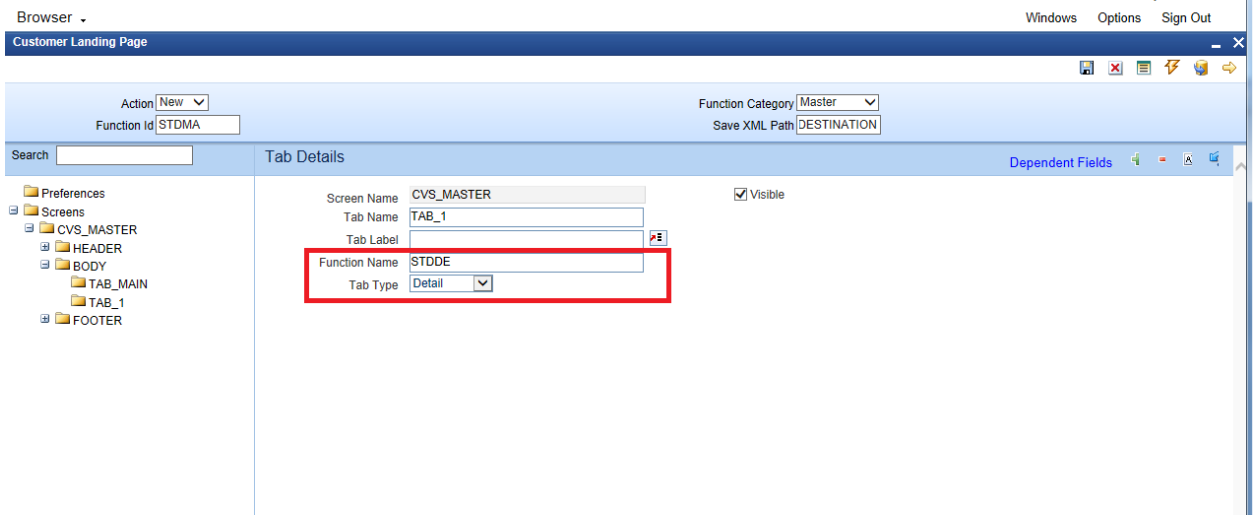 Browser
Windows Options Sign Out
Customer Landing Page
Action New
Function Category Master
Function Id STDMA
Save XML Path DESTINATION
Search
Tab Details
Dependent Fields
A
Preferences
Screens
CVS_MASTER
HEADER
BODY
TAB_MAIN
TAB_1
FOOTER
Screen Name CVS_MASTER
Visible
Tab Name TAB_1
Tab Label
Function Name STDDE
Tab Type Detail